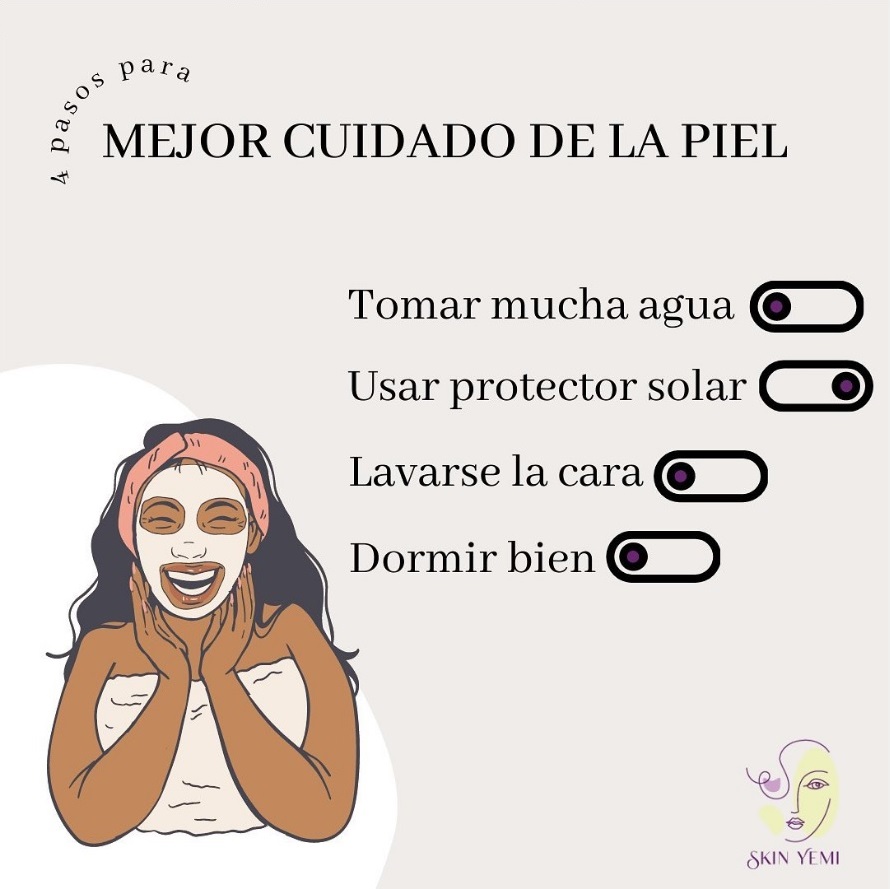 4 pasos para
MEJOR CUIDADO DE LA PIEL
Tomar mucha agua
Usar protector solar
Lavarse la cara
Dormir bien
SKIN YEMI